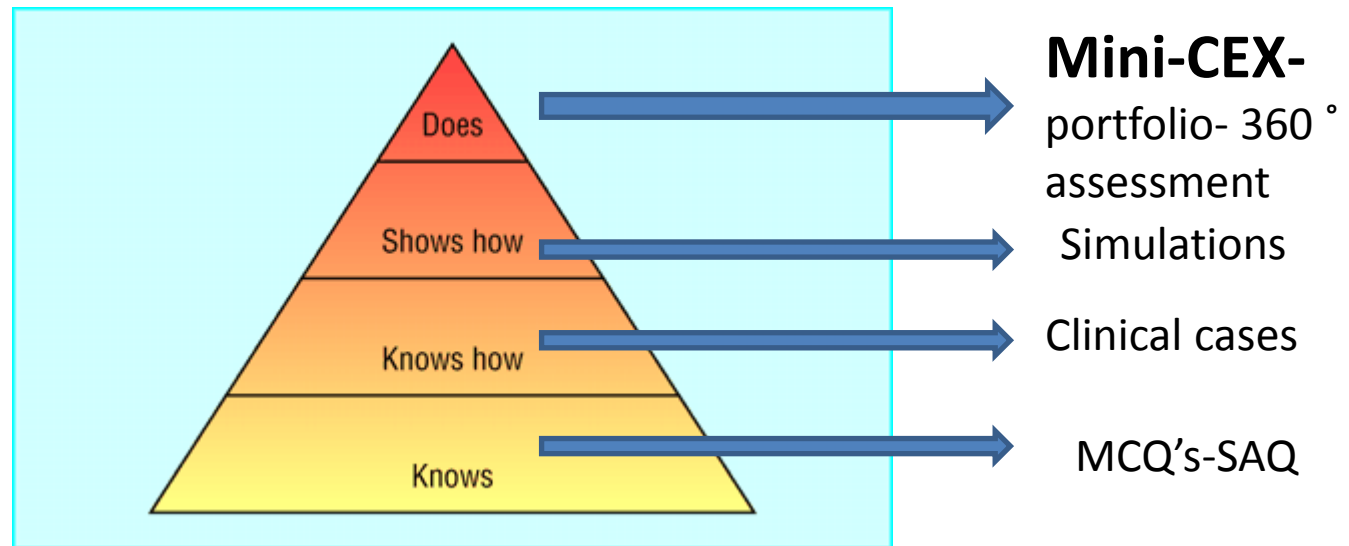 Does
Shows how
Knows how
Knows
Mini-CEX-
portfolio- 360 ˚
assessment
Simulations
Clinical cases
MCQ’s-SAQ